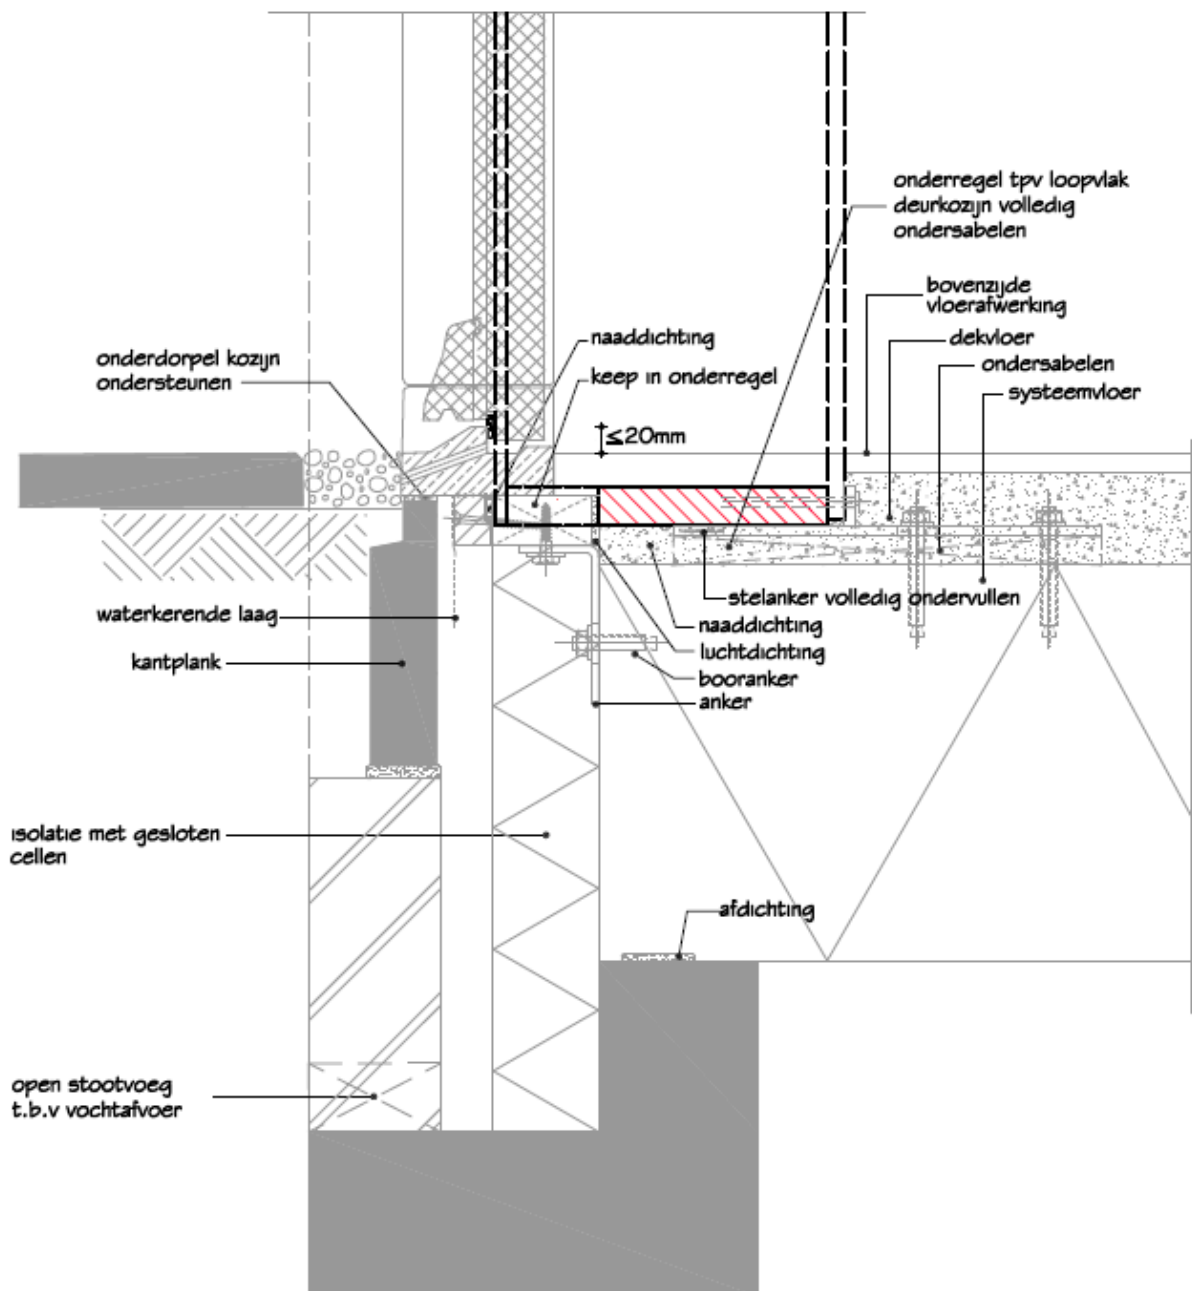 onderregel tpv loopvlak
deurkozijn volledig
ondersabelen
bovenzijde
vloerafwerking
naaddichting
dekvloer
onderdorpel kozijn
ondersteunen
keep in onderregel
ondersabelen
systeemvloer
≤20mm
waterkerende laag
stelanker volledig ondervullen
naaddichting
kantplank
luchtdichting
booranker
anker
isolatie met gesloten
cellen
afdichting
open stootvoeg
t.b.v vochtafvoer